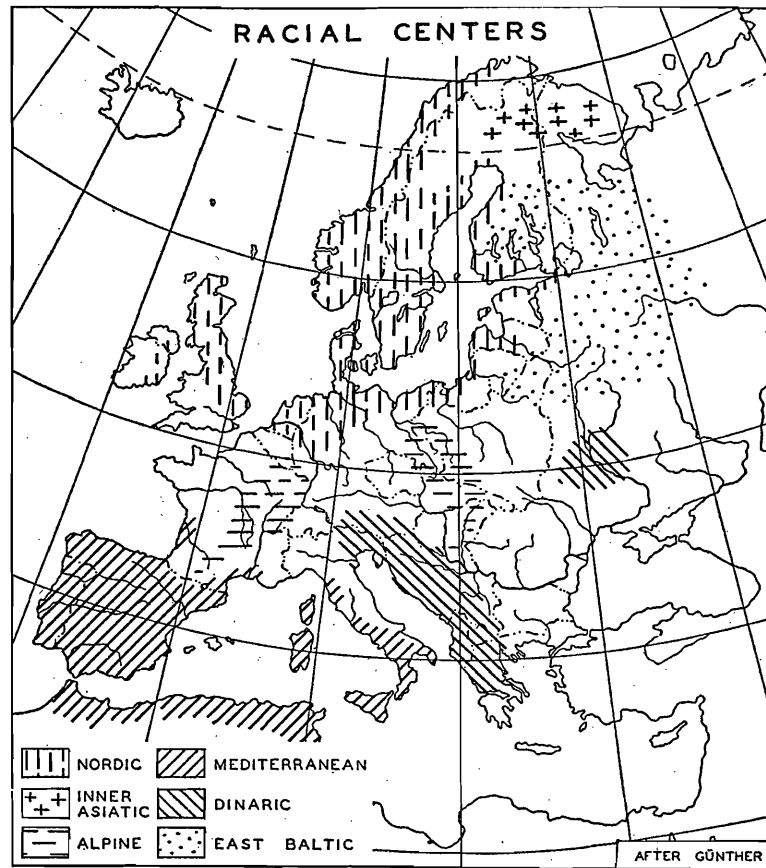 RACIAL CENTERS
NORDIC
MEDITERRANEAN
INNER
ASIATIC
DINARIC
ALPINE
EAST BALTIC
AFTER GÜNTHER